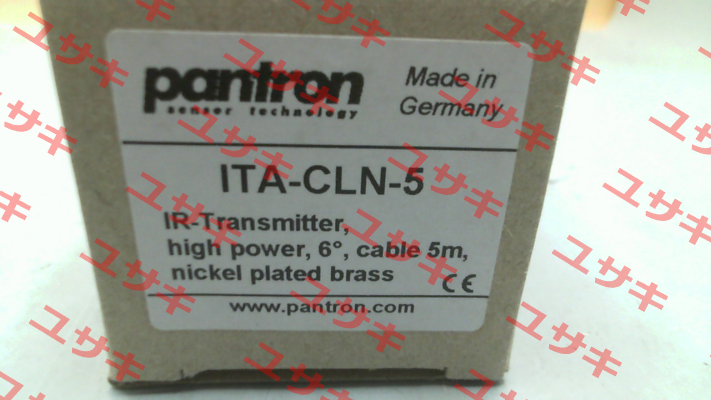 pantron
sensor technology
Made in
Germany
ITA-CLN-5
IR-Transmitter,
high power, 6°, cable 5m,
nickel plated brass
CE
www.pantron.com
ユサキ